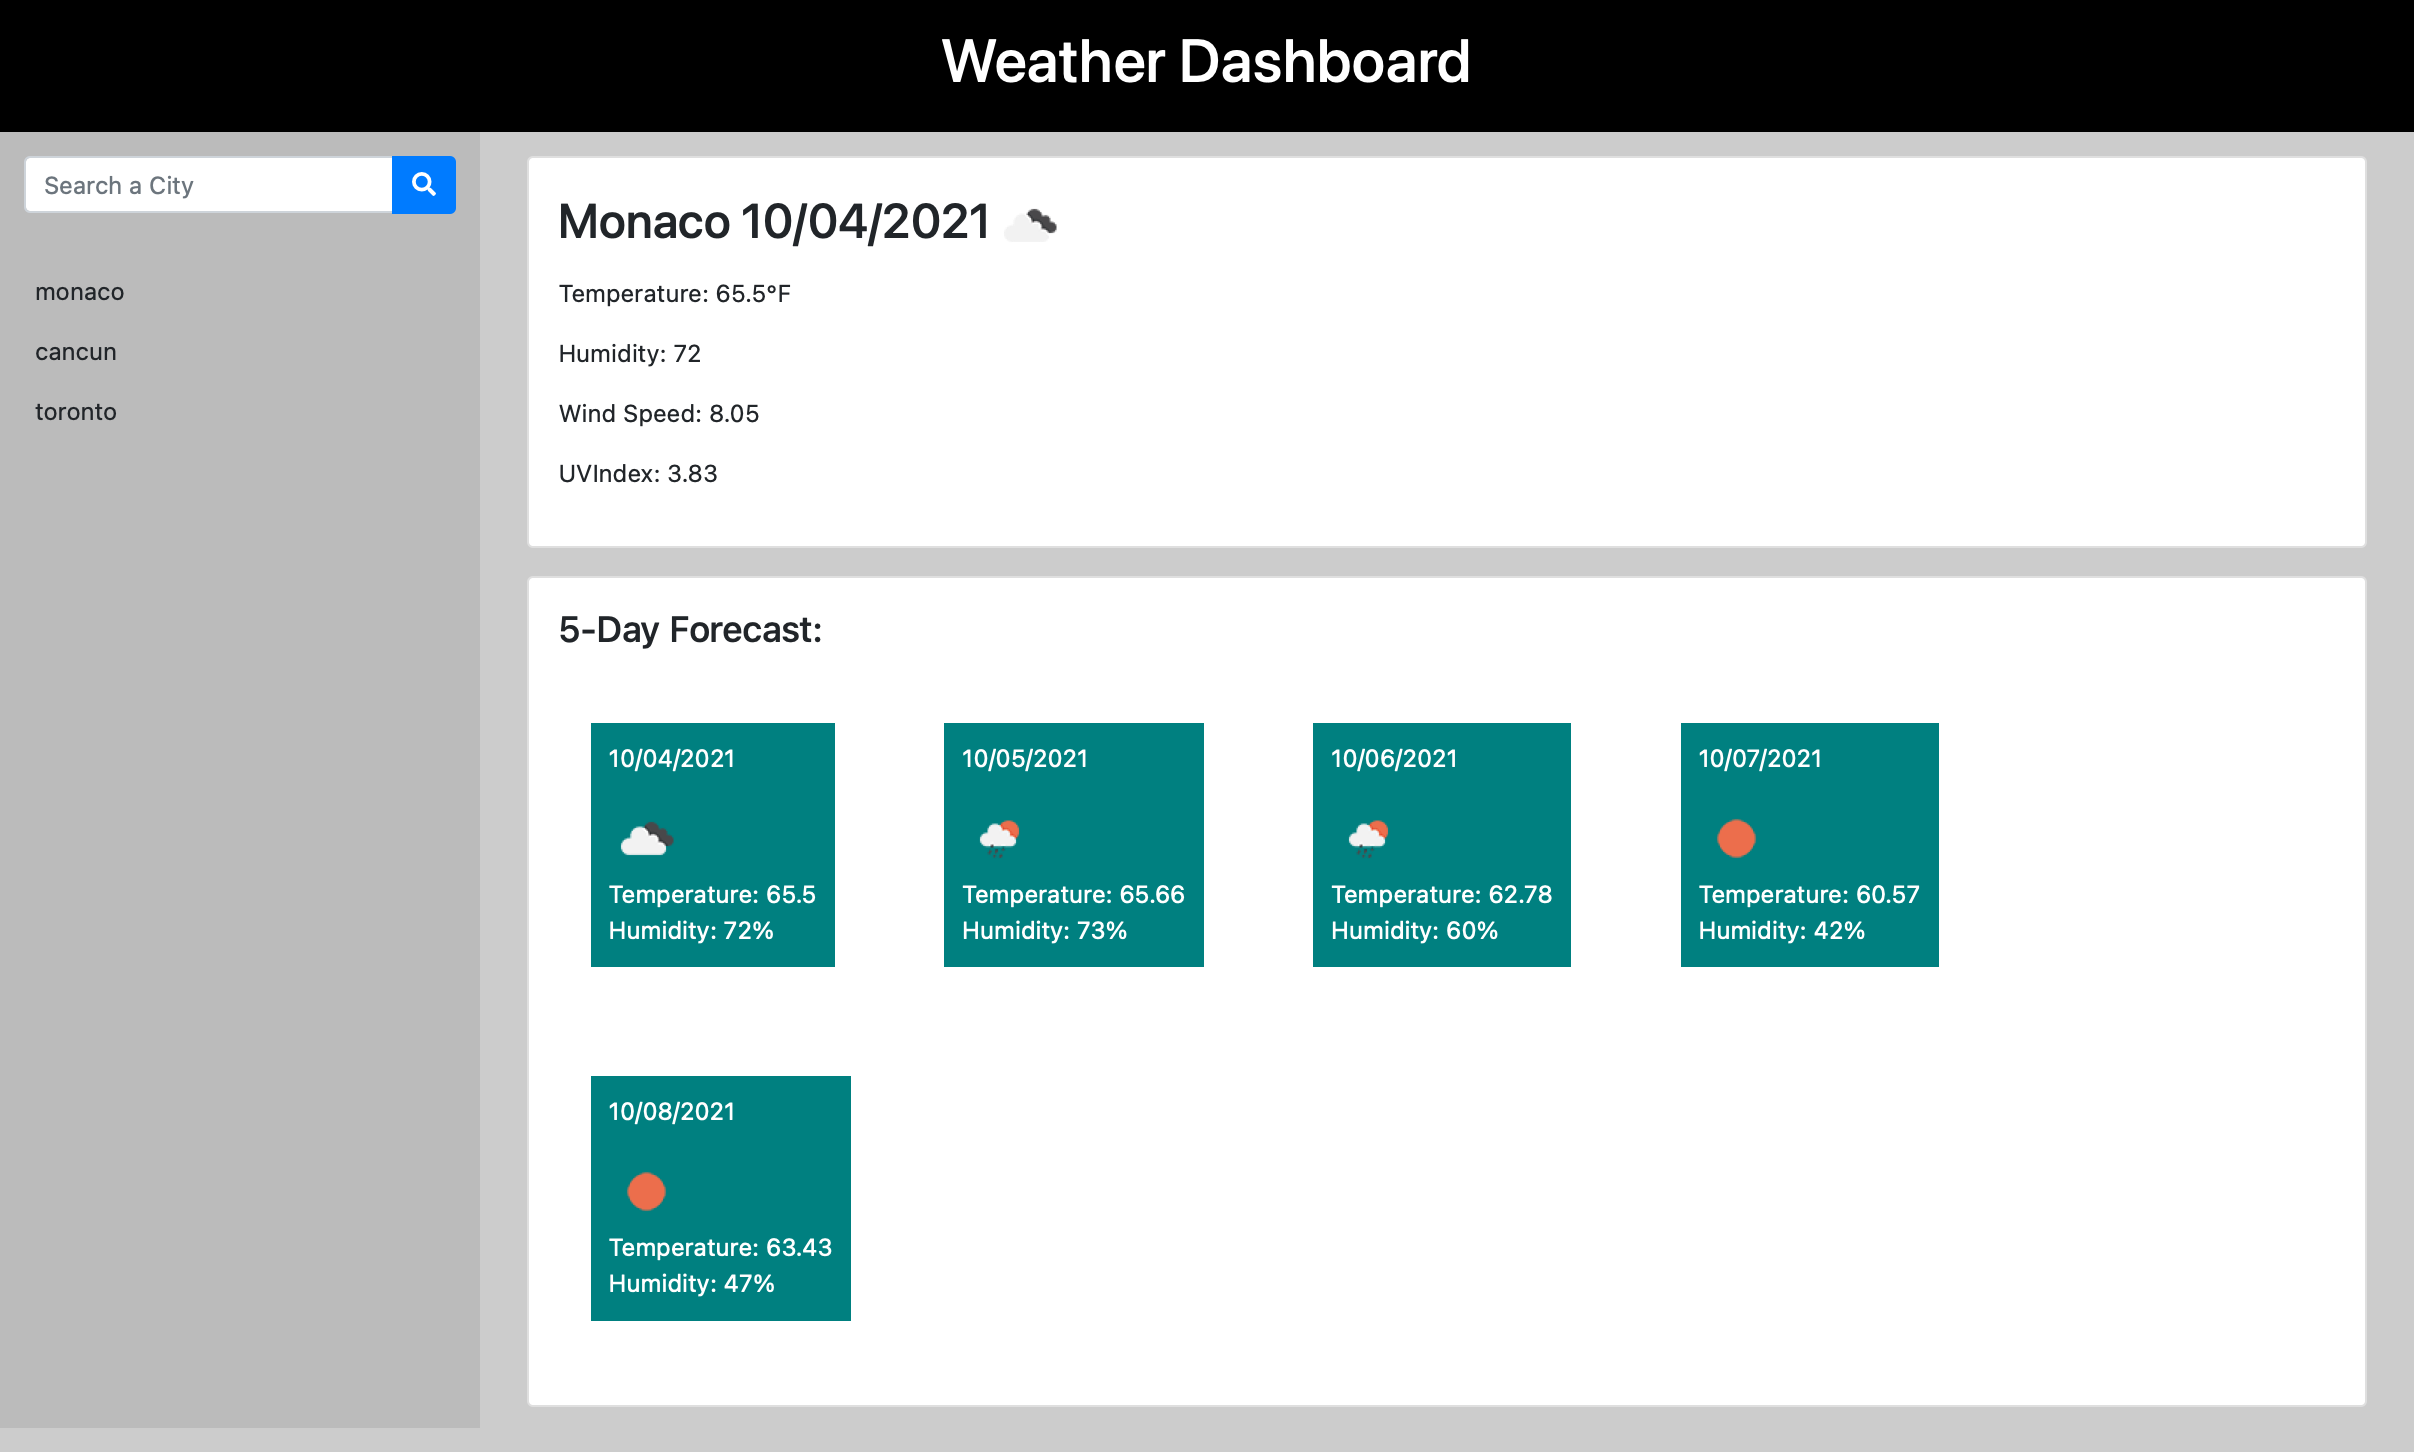 Weather Dashboard
Search a City
monaco
cancun
toronto
Monaco 10/04/2021
Temperature: 65.5°F
Humidity: 72
Wind Speed: 8.05
UVIndex: 3.83
5-Day Forecast:
10/04/2021
Temperature: 65.5
Humidity: 72%
10/05/2021
Temperature: 65.66
Humidity: 73%
10/06/2021
Temperature: 62.78
Humidity: 60%
10/07/2021
Temperature: 60.57
Humidity: 42%
10/08/2021
Temperature: 63.43
Humidity: 47%